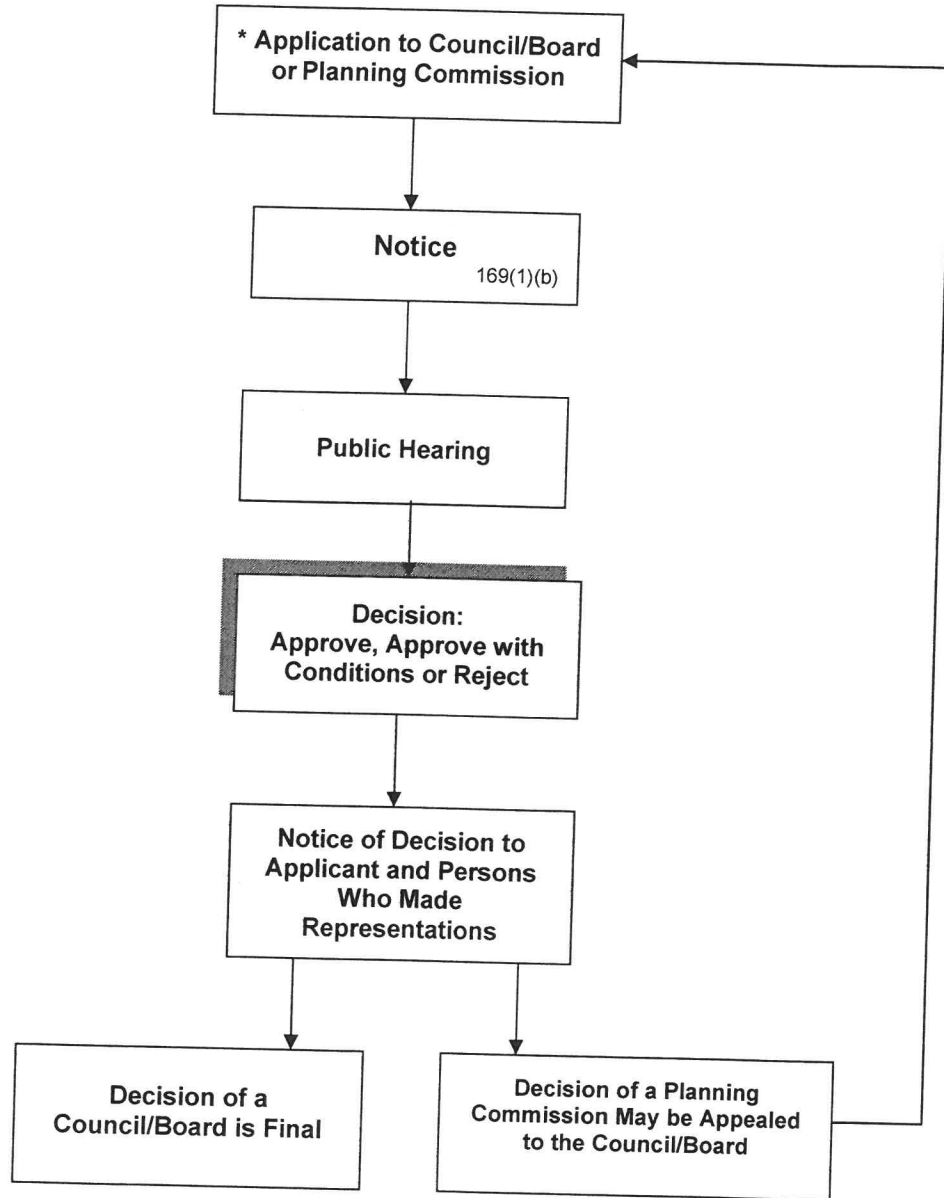 * Application to Council/Board
or Planning Commission
Notice
169(1)(b)
Public Hearing
Decision:
Approve, Approve with
Conditions or Reject
Notice of Decision to
Applicant and Persons
Who Made
Representations
Decision of a
Council/Board is Final
Decision of a Planning
Commission May be Appealed
to the Council/Board